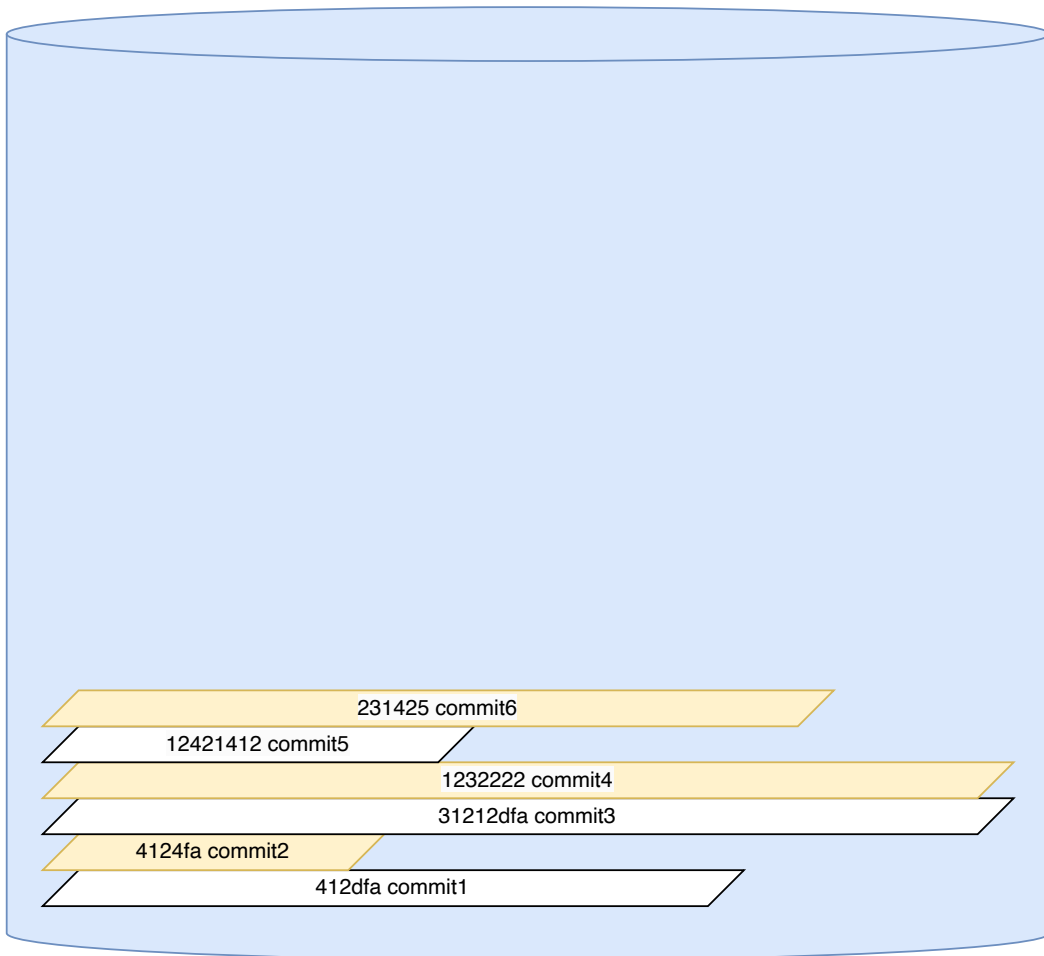 231425 commit6
12421412 commit5
1232222 commit4
31212dfa commit3
4124fa commit2
412dfa commit1